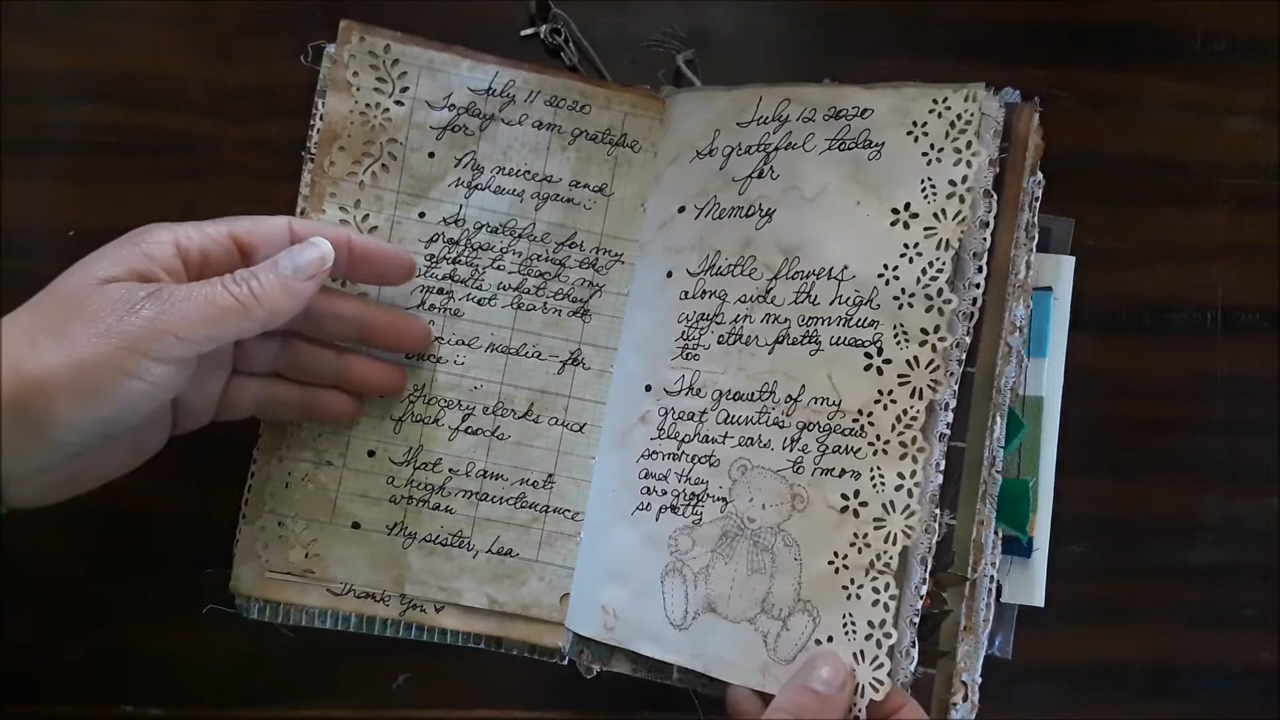 July 11 2020
Today I am grateful
for
• My neices and
nephews, again :)
• So grateful for my
profession and the
to teach my
students what they
may not learn at
home
social media - for
once :)
Grocery clerks and
fresh foods
• That I am not
a high maintenance
woman
• My sister, Lea
Thank You ♥
July 12 2020
So grateful today
for
• Memory
• Thistle flowers
along side the high
ways in my commun
ity, other pretty weeds
too
• The growth of my
great Auntie's gorgeous
elephant ears. We gave
som roots to mom
and they
are growing
so pretty